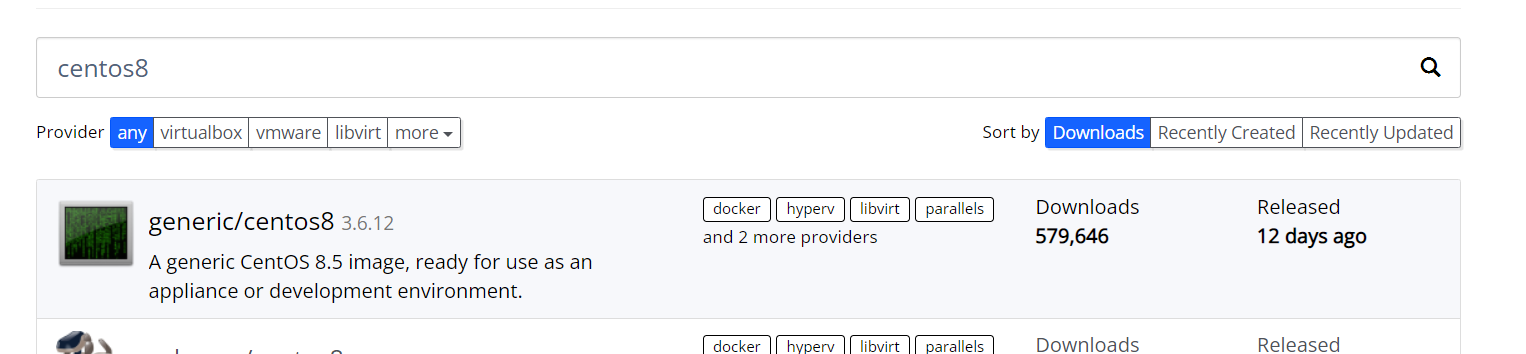 centos8
Provider any virtualbox vmware libvirt more
Sort by Downloads Recently Created Recently Updated
generic/centos8 3.6.12
A generic CentOS 8.5 image, ready for use as an
appliance or development environment.
docker hyperv libvirt parallels
and 2 more providers
Downloads
579,646
Released
12 days ago
docker hyperv libvirt parallels
Downloads
Released